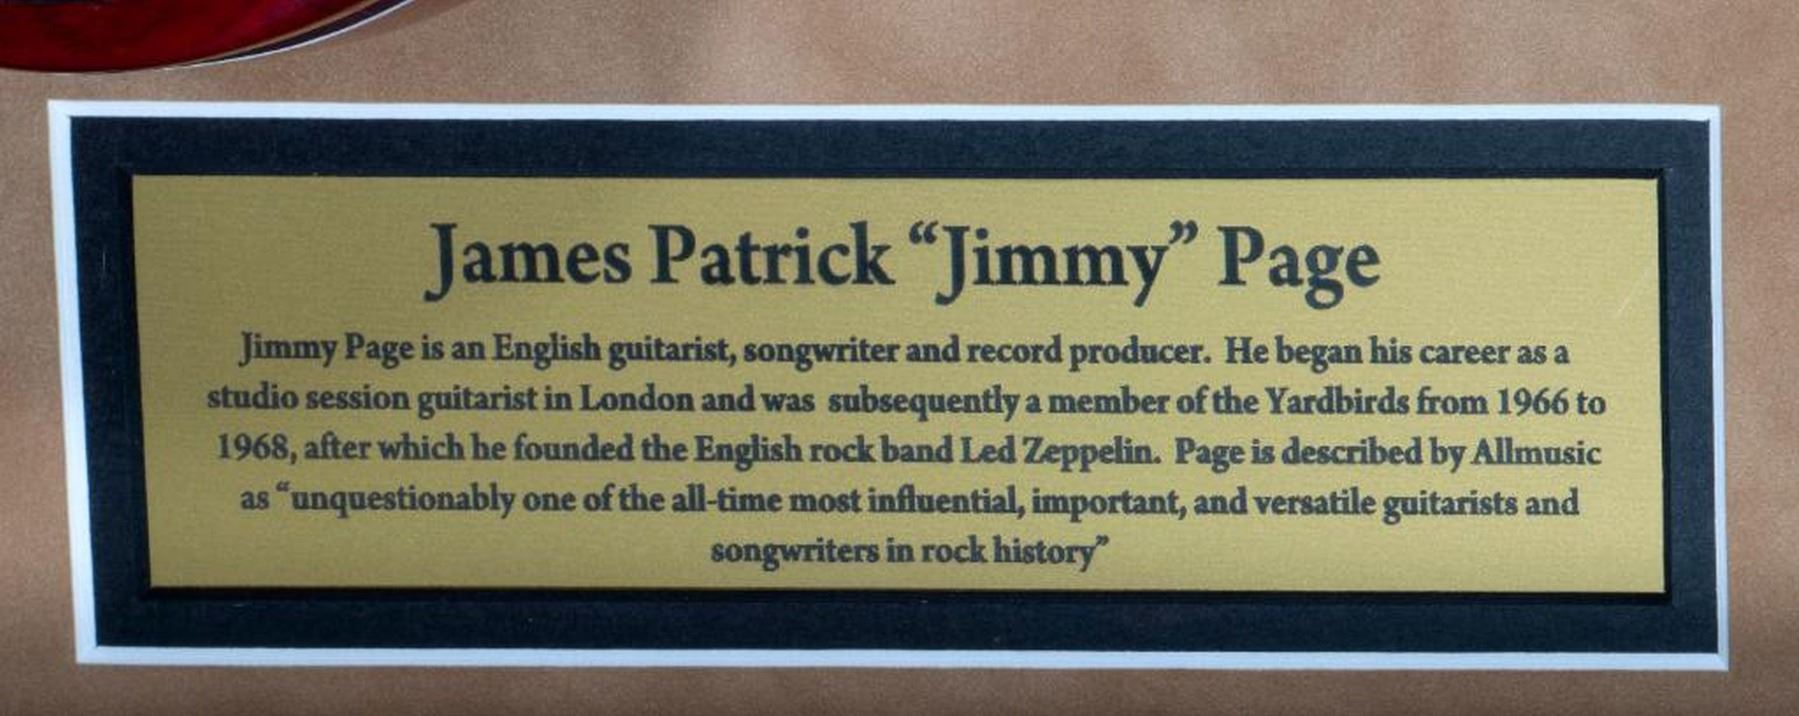 James Patrick “Jimmy” Page
Jimmy Page is an English guitarist, songwriter and record producer.  He began his career as a
studio session guitarist in London and was  subsequently a member of the Yardbirds from 1966 to
1968, after which he founded the English rock band Led Zeppelin.  Page is described by Allmusic
as “unquestionably one of the all-time most influential, important, and versatile guitarists and
songwriters in rock history”